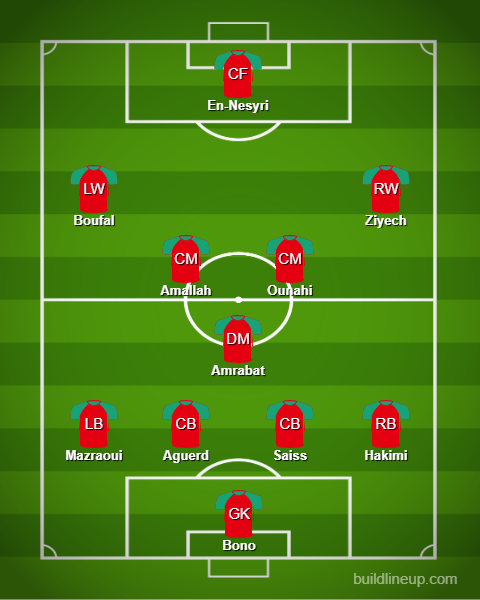 CF
En-Nesyri
LW
RW
Boufal
Ziyech
CM
CM
Amallah
Ounahi
DM
Amrabat
LB
CB
CB
RB
Mazraoui
Aguerd
Saiss
Hakimi
GK
Bono
buildlineup.com